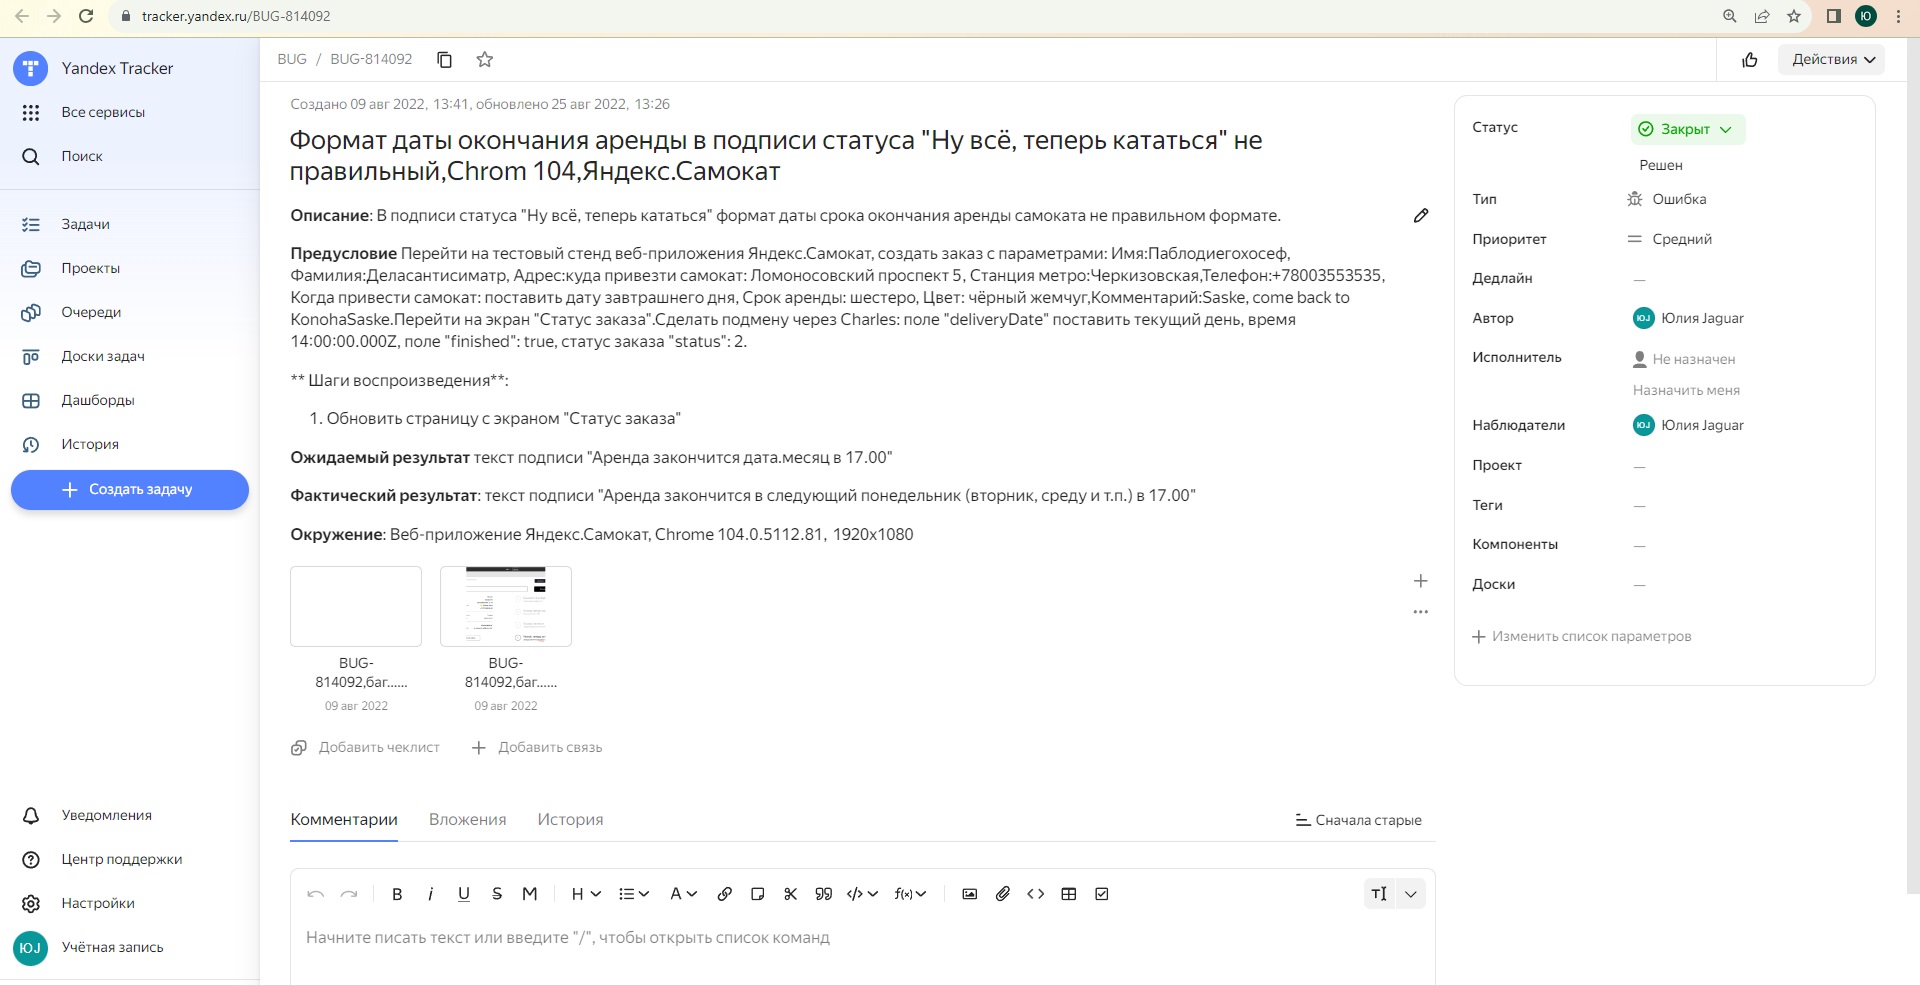 tracker.yandex.ru/BUG-814092
Ю
Yandex Tracker
Все сервисы
Поиск
Задачи
Проекты
Очереди
Доски задач
Дашборды
История
Создать задачу
Уведомления
Центр поддержки
Настройки
ЮJ
Учётная запись
BUG / BUG-814092
Действия
Создано 09 авг 2022, 13:41, обновлено 25 авг 2022, 13:26
Формат даты окончания аренды в подписи статуса "Ну всё, теперь кататься" не
правильный,Chrom 104,Яндекс.Самокат
Описание: В подписи статуса "Ну всё, теперь кататься" формат даты срока окончания аренды самоката не правильном формате.
Предусловие Перейти на тестовый стенд веб-приложения Яндекс.Самокат, создать заказ с параметрами: Имя:Паблодиегохосеф,
Фамилия:Деласантисиматр, Адрес:куда привезти самокат: Ломоносовский проспект 5, Станция метро:Черкизовская,Телефон:+78003553535,
Когда привести самокат: поставить дату завтрашнего дня, Срок аренды: шестеро, Цвет: чёрный жемчуг,Комментарий:Saske, come back to
KonohaSaske.Перейти на экран "Статус заказа".Сделать подмену через Charles: поле "deliveryDate" поставить текущий день, время
14:00:00.000Z, поле "finished": true, статус заказа "status": 2.
** Шаги воспроизведения**:
1. Обновить страницу с экраном "Статус заказа"
Ожидаемый результат текст подписи "Аренда закончится дата.месяц в 17.00"
Фактический результат: текст подписи "Аренда закончится в следующий понедельник (вторник, среду и т.п.) в 17.00"
Окружение: Веб-приложение Яндекс.Самокат, Chrome 104.0.5112.81, 1920x1080
BUG-
814092,баг......
09 авг 2022
BUG-
814092,баг......
09 авг 2022
Добавить чеклист
Добавить связь
Комментарии
Вложения
История
Сначала старые
Начните писать текст или введите "/", чтобы открыть список команд
Статус
Закрыт
Решен
Тип
Ошибка
Приоритет
Средний
Дедлайн
—
Автор
ЮJ Юлия Jaguar
Исполнитель
Не назначен
Назначить меня
Наблюдатели
ЮJ Юлия Jaguar
Проект
—
Теги
—
Компоненты
—
Доски
—
Изменить список параметров